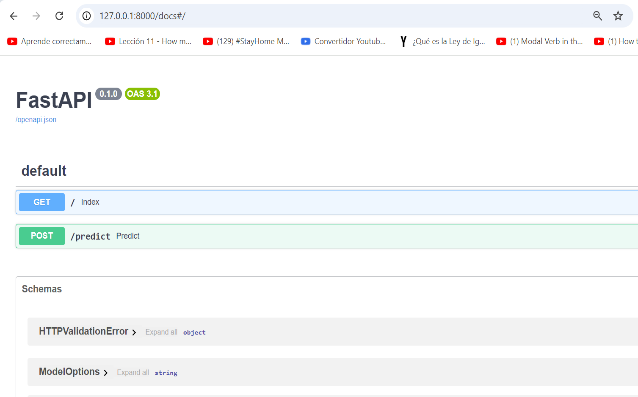 127.0.0.1:8000/docs#/
Aprende correctam... Lección 11 - How m... (129) #StayHome M... Convertidor Youtub... ¿Qué es la Ley de Ig... (1) Modal Verb in th... (1) How t
FastAPI 0.1.0 OAS 3.1
/openapi.json
default
GET / Index
POST /predict Predict
Schemas
HTTPValidationError Expand all object
ModelOptions Expand all string